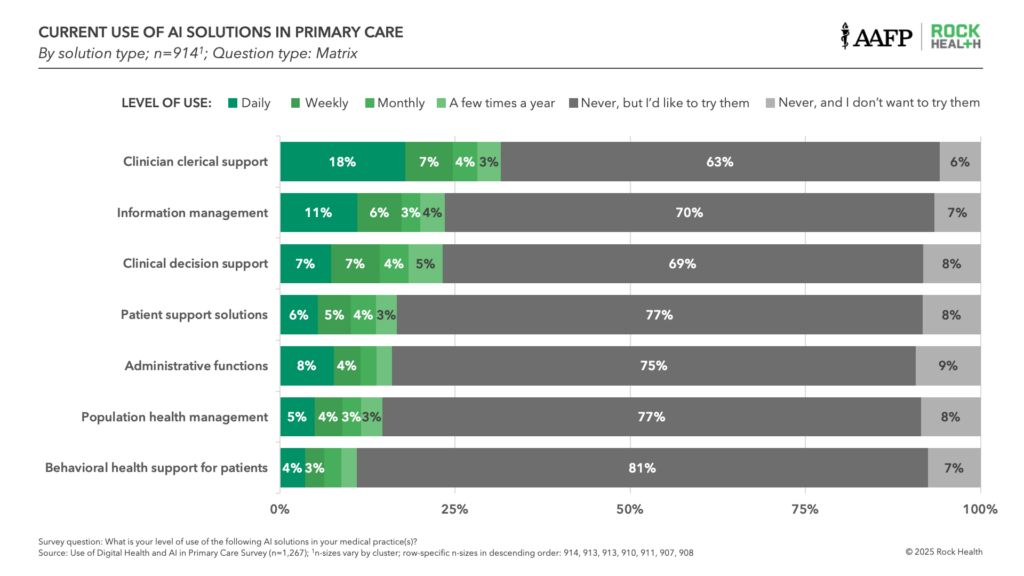 CURRENT USE OF AI SOLUTIONS IN PRIMARY CARE
By solution type; n=914¹; Question type: Matrix
AAFP
ROCK
HEALTH
LEVEL OF USE: Daily Weekly Monthly A few times a year Never, but I'd like to try them Never, and I don't want to try them
Clinician clerical support 18% 7% 4% 3% 63% 6%
Information management 11% 6% 3% 4% 70% 7%
Clinical decision support 7% 7% 4% 5% 69% 8%
Patient support solutions 6% 5% 4% 3% 77% 8%
Administrative functions 8% 4% 75% 9%
Population health management 5% 4% 3% 3% 77% 8%
Behavioral health support for patients 4% 3% 81% 7%
0% 25% 50% 75% 100%
Survey question: What is your level of use of the following AI solutions in your medical practice(s)?
Source: Use of Digital Health and AI in Primary Care Survey (n=1,267); ¹n-sizes vary by cluster; row-specific n-sizes in descending order: 914, 913, 913, 910, 911, 907, 908
© 2025 Rock Health